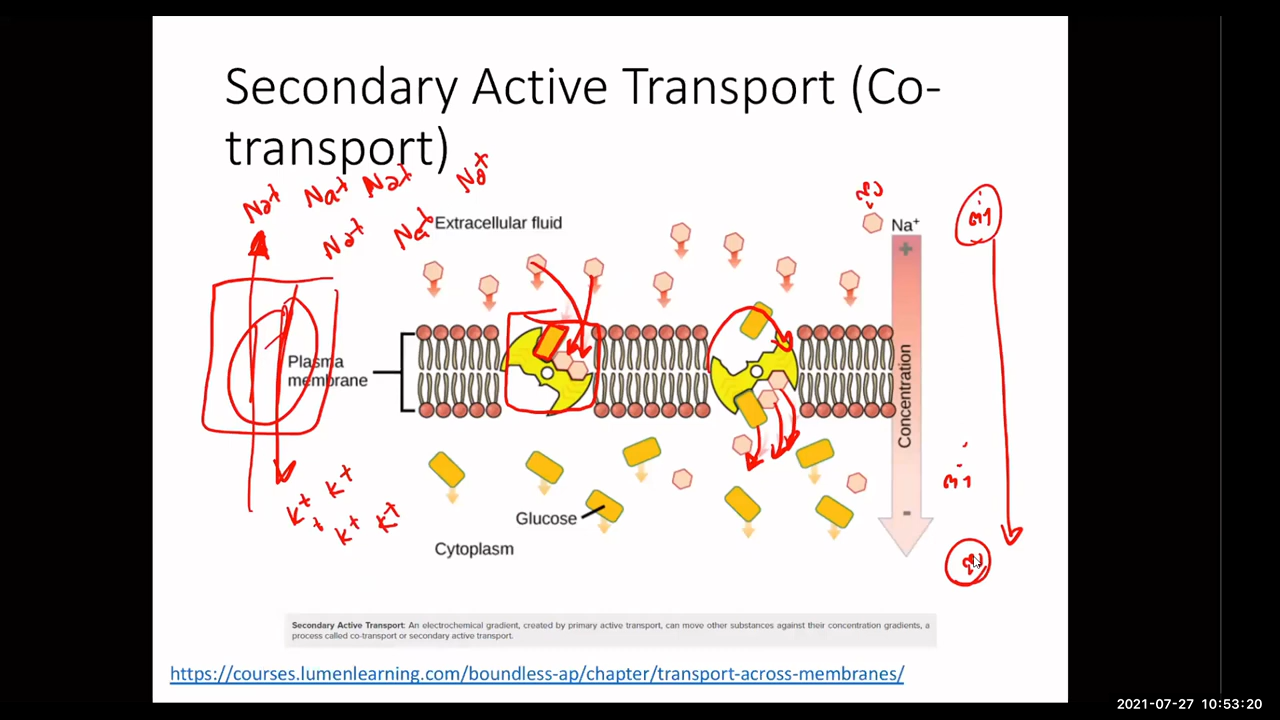 Secondary Active Transport (Co-
transport)
Na+ Na+ Na+ Na+
Na+ Na+
Extracellular fluid
Na+
+
Plasma
membrane
Concentration
-
K+ K+
K+ K+
Glucose
Cytoplasm
Secondary Active Transport: An electrochemical gradient, created by primary active transport, can move other substances against their concentration gradients, a
process called co-transport or secondary active transport.
https://courses.lumenlearning.com/boundless-ap/chapter/transport-across-membranes/
2021-07-27 10:53:20